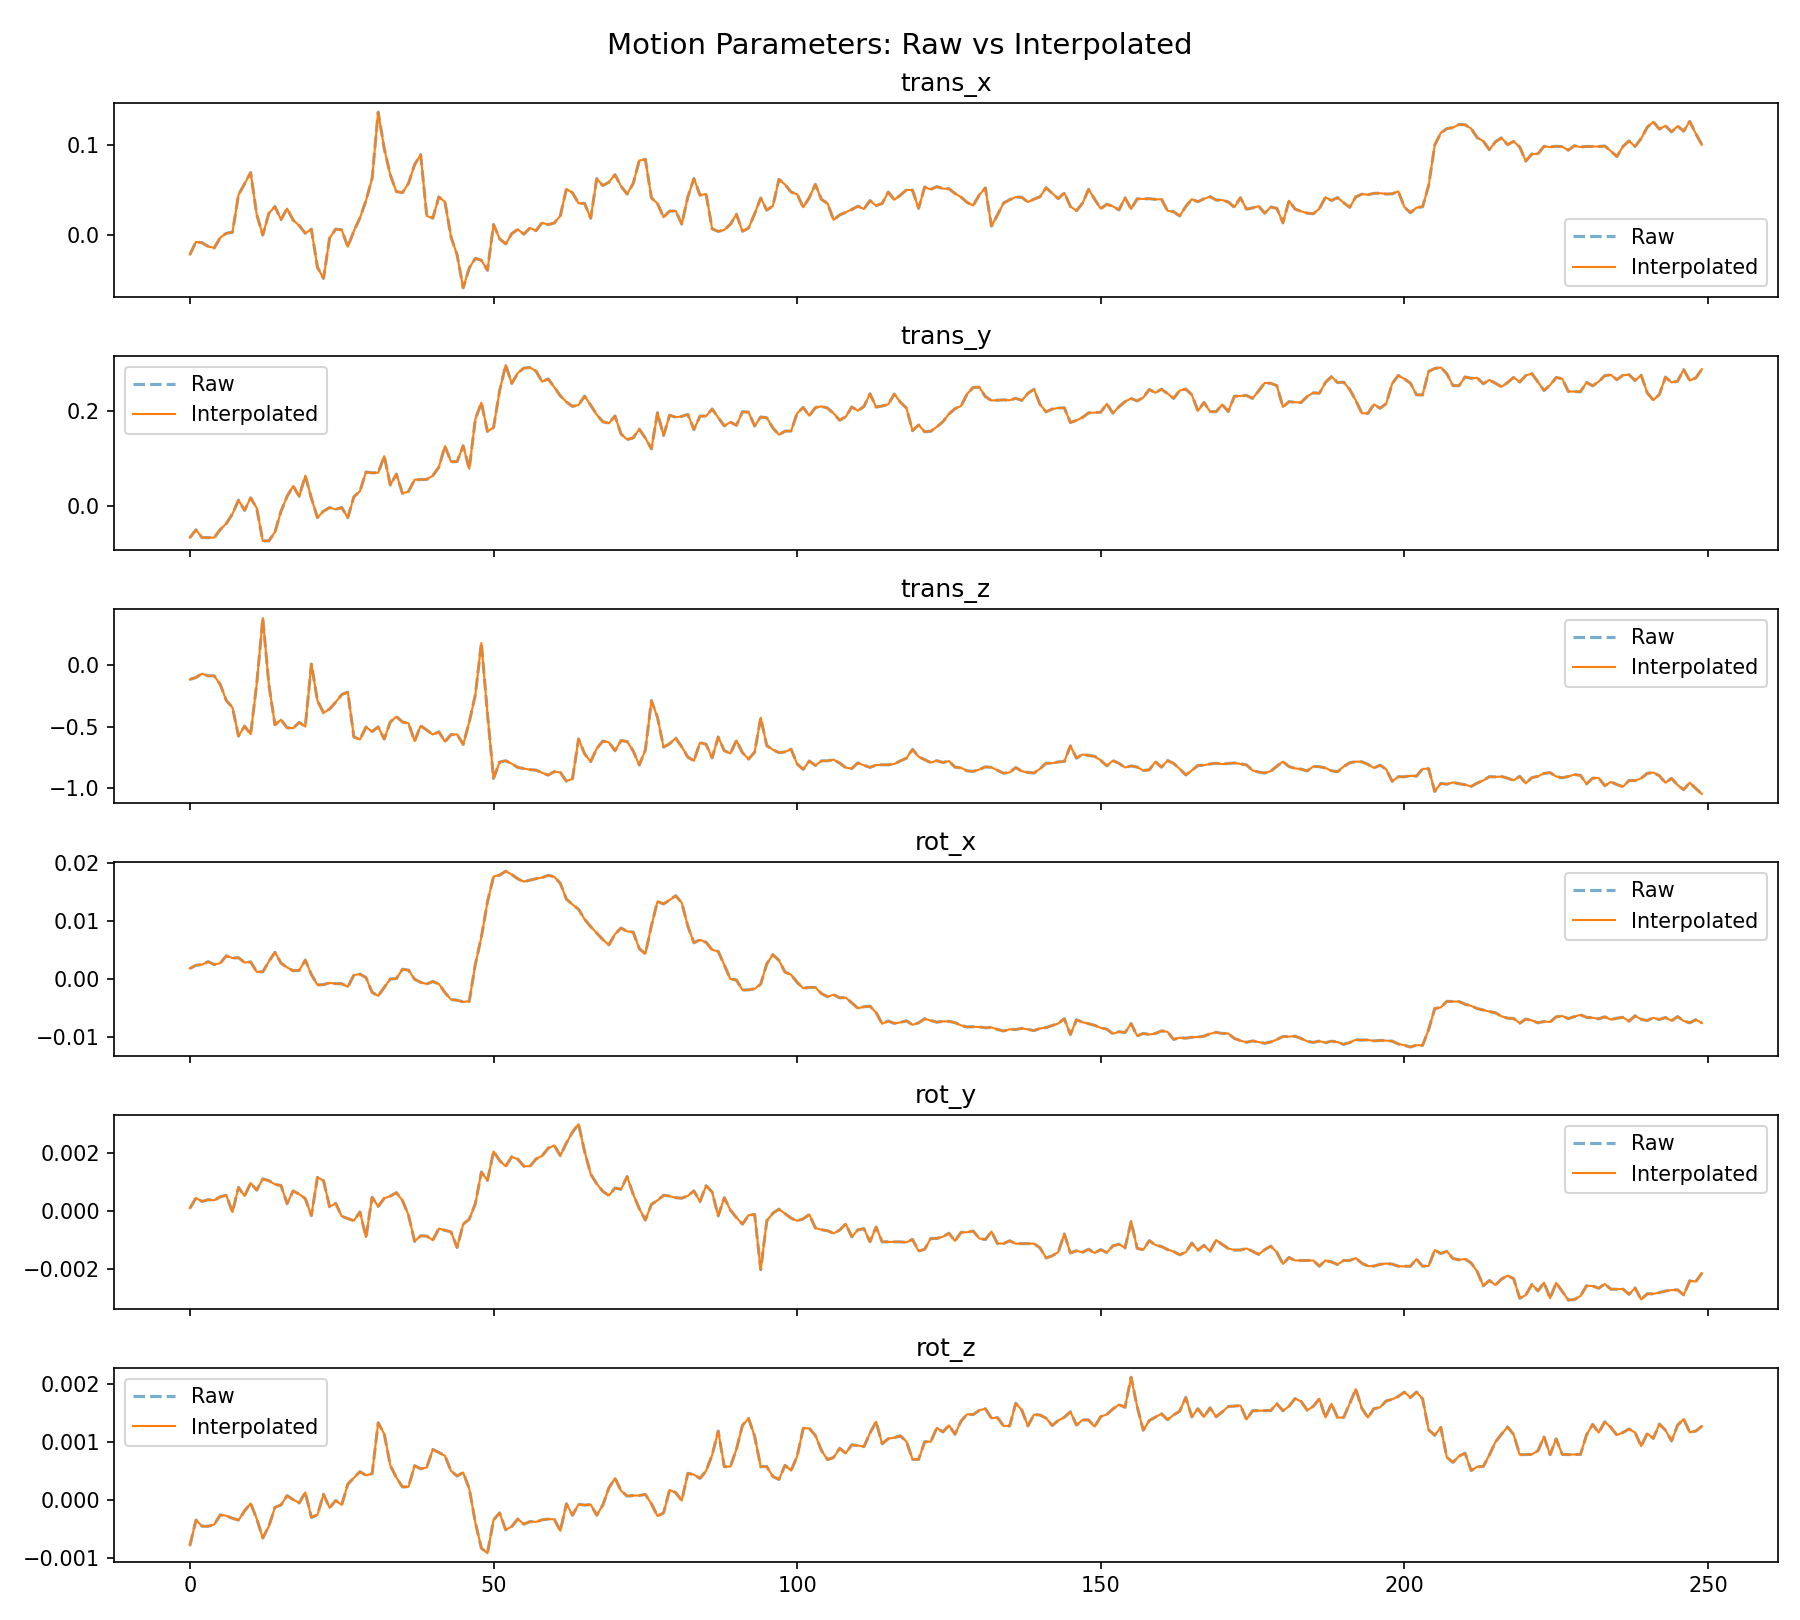 Motion Parameters: Raw vs Interpolated
trans_x
0.1
0.0
Raw
Interpolated
trans_y
0.2
0.0
Raw
Interpolated
trans_z
0.0
−0.5
−1.0
Raw
Interpolated
rot_x
0.02
0.01
0.00
−0.01
Raw
Interpolated
rot_y
0.002
0.000
−0.002
Raw
Interpolated
rot_z
0.002
0.001
0.000
−0.001
Raw
Interpolated
0 50 100 150 200 250